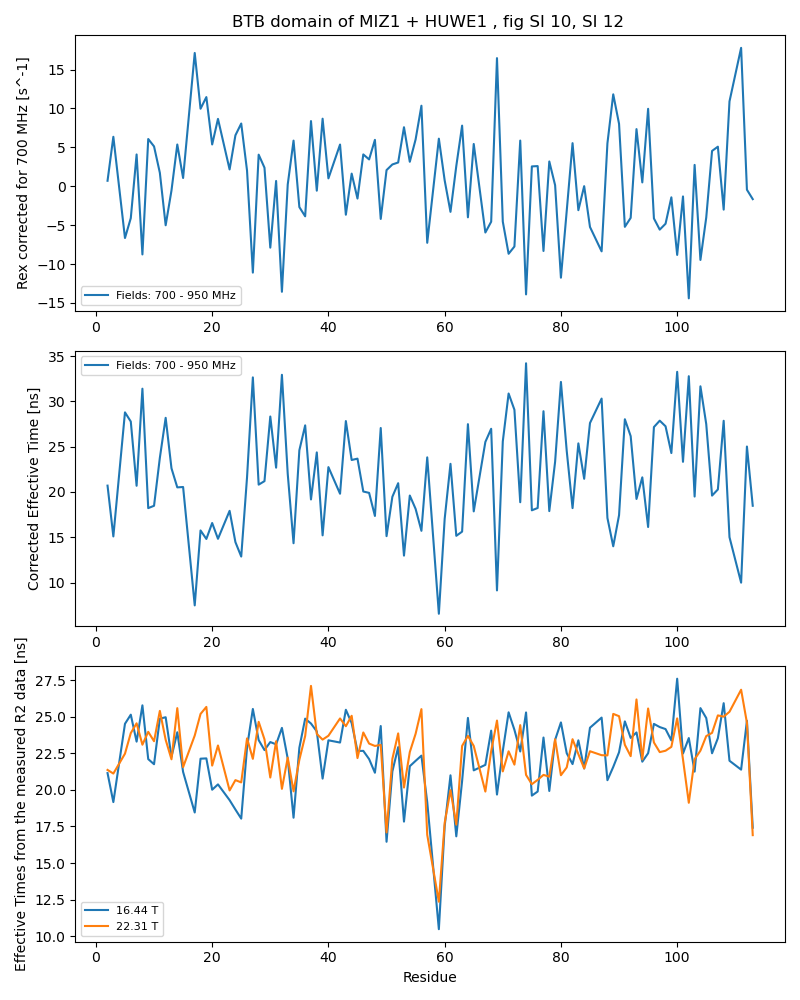 BTB domain of MIZ1 + HUWE1 , fig SI 10, SI 12
Rex corrected for 700 MHz [s^-1]
15
10
5
0
−5
−10
−15
Fields: 700 - 950 MHz
0 20 40 60 80 100
Corrected Effective Time [ns]
35
30
25
20
15
10
Fields: 700 - 950 MHz
0 20 40 60 80 100
Effective Times from the measured R2 data [ns]
27.5
25.0
22.5
20.0
17.5
15.0
12.5
10.0
16.44 T
22.31 T
0 20 40 60 80 100
Residue